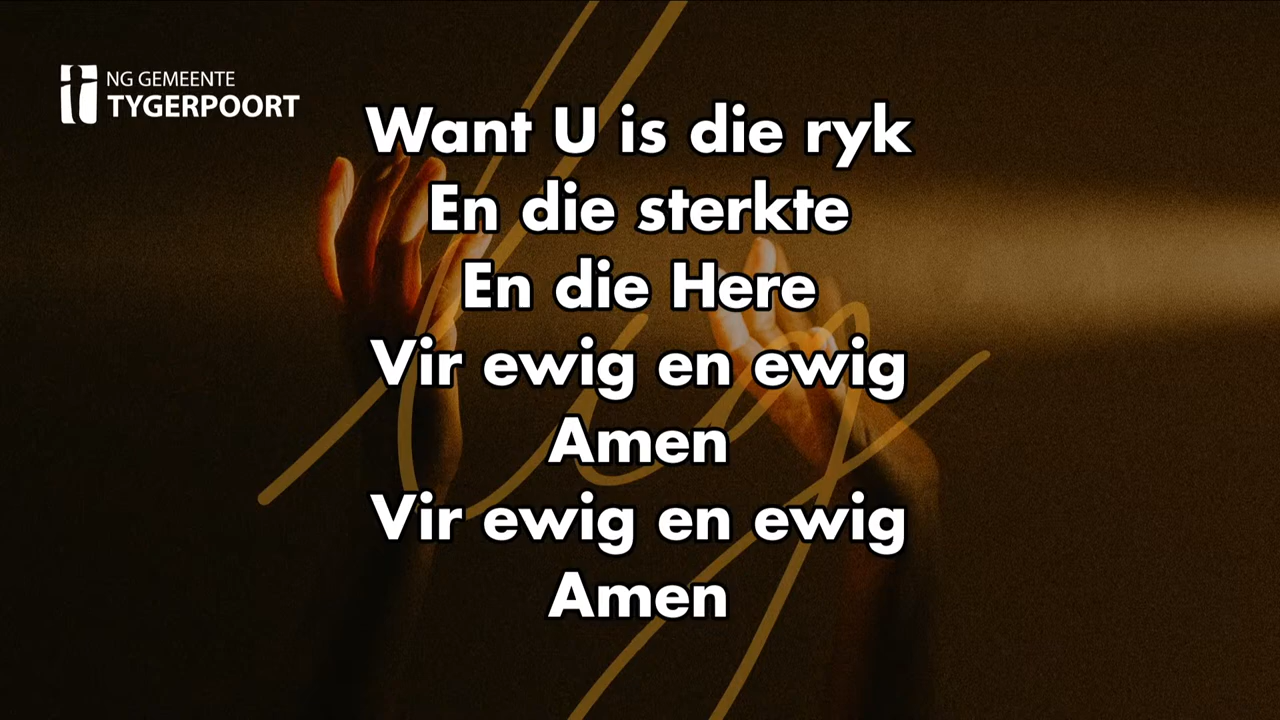 NG GEMEENTE
TYGERPOORT
Want U is die ryk
En die sterkte
En die Here
Vir ewig en ewig
Amen
Vir ewig en ewig
Amen
lig